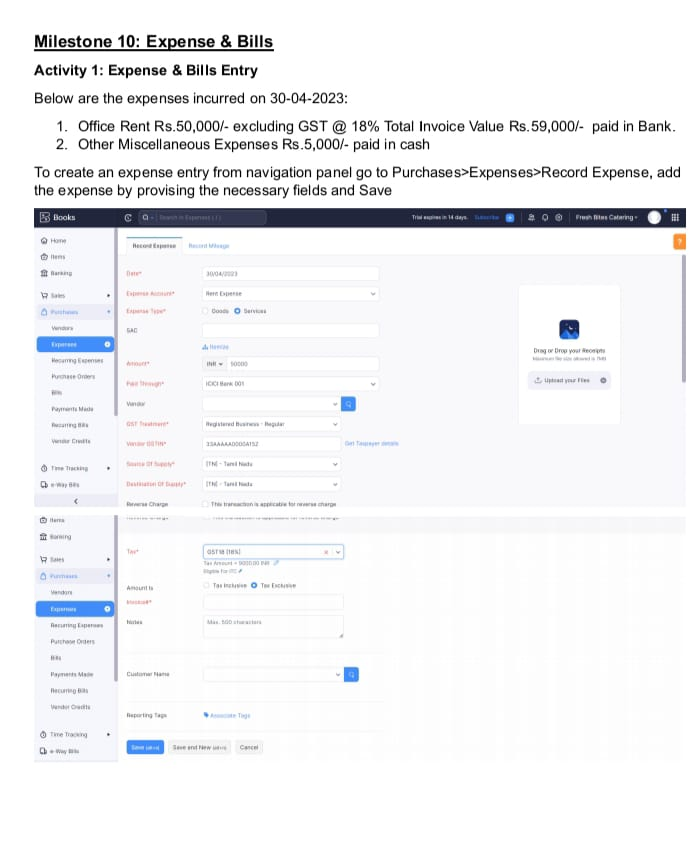 Milestone 10: Expense & Bills
Activity 1: Expense & Bills Entry
Below are the expenses incurred on 30-04-2023:
1. Office Rent Rs.50,000/- excluding GST @ 18% Total Invoice Value Rs.59,000/- paid in Bank.
2. Other Miscellaneous Expenses Rs.5,000/- paid in cash
To create an expense entry from navigation panel go to Purchases>Expenses>Record Expense, add
the expense by provising the necessary fields and Save
Books
Search in Expenses ( / )
Trial expires in 14 days.
Subscribe
Fresh Bites Catering
Home
Items
Banking
Sales
Purchases
Vendors
Expenses
Recurring Expenses
Purchase Orders
Bills
Payments Made
Recurring Bills
Vendor Credits
Time Tracking
e-Way Bills
Record Expense
Record Mileage
Date*
30/04/2023
Expense Account*
Rent Expense
Expense Type*
Goods
Services
SAC
Itemize
Amount*
INR
50000
Paid Through*
ICICI Bank 001
Vendor
GST Treatment*
Registered Business - Regular
Vendor GSTIN*
33AAAAA0000A1Z2
Get Taxpayer details
Source Of Supply*
[TN] - Tamil Nadu
Destination Of Supply*
[TN] - Tamil Nadu
Reverse Charge
This transaction is applicable for reverse charge
Drag or Drop your Receipts
Maximum file size allowed is 7MB
Upload your Files
?
Items
Banking
Sales
Purchases
Vendors
Expenses
Recurring Expenses
Purchase Orders
Bills
Payments Made
Recurring Bills
Vendor Credits
Time Tracking
e-Way Bills
Tax*
GST18 [18%]
Tax Amount = 9000.00 INR
Eligible For ITC
Amount Is
Tax Inclusive
Tax Exclusive
Invoice#*
Notes
Max. 500 characters
Customer Name
Reporting Tags
Associate Tags
Save
Save and New
Cancel